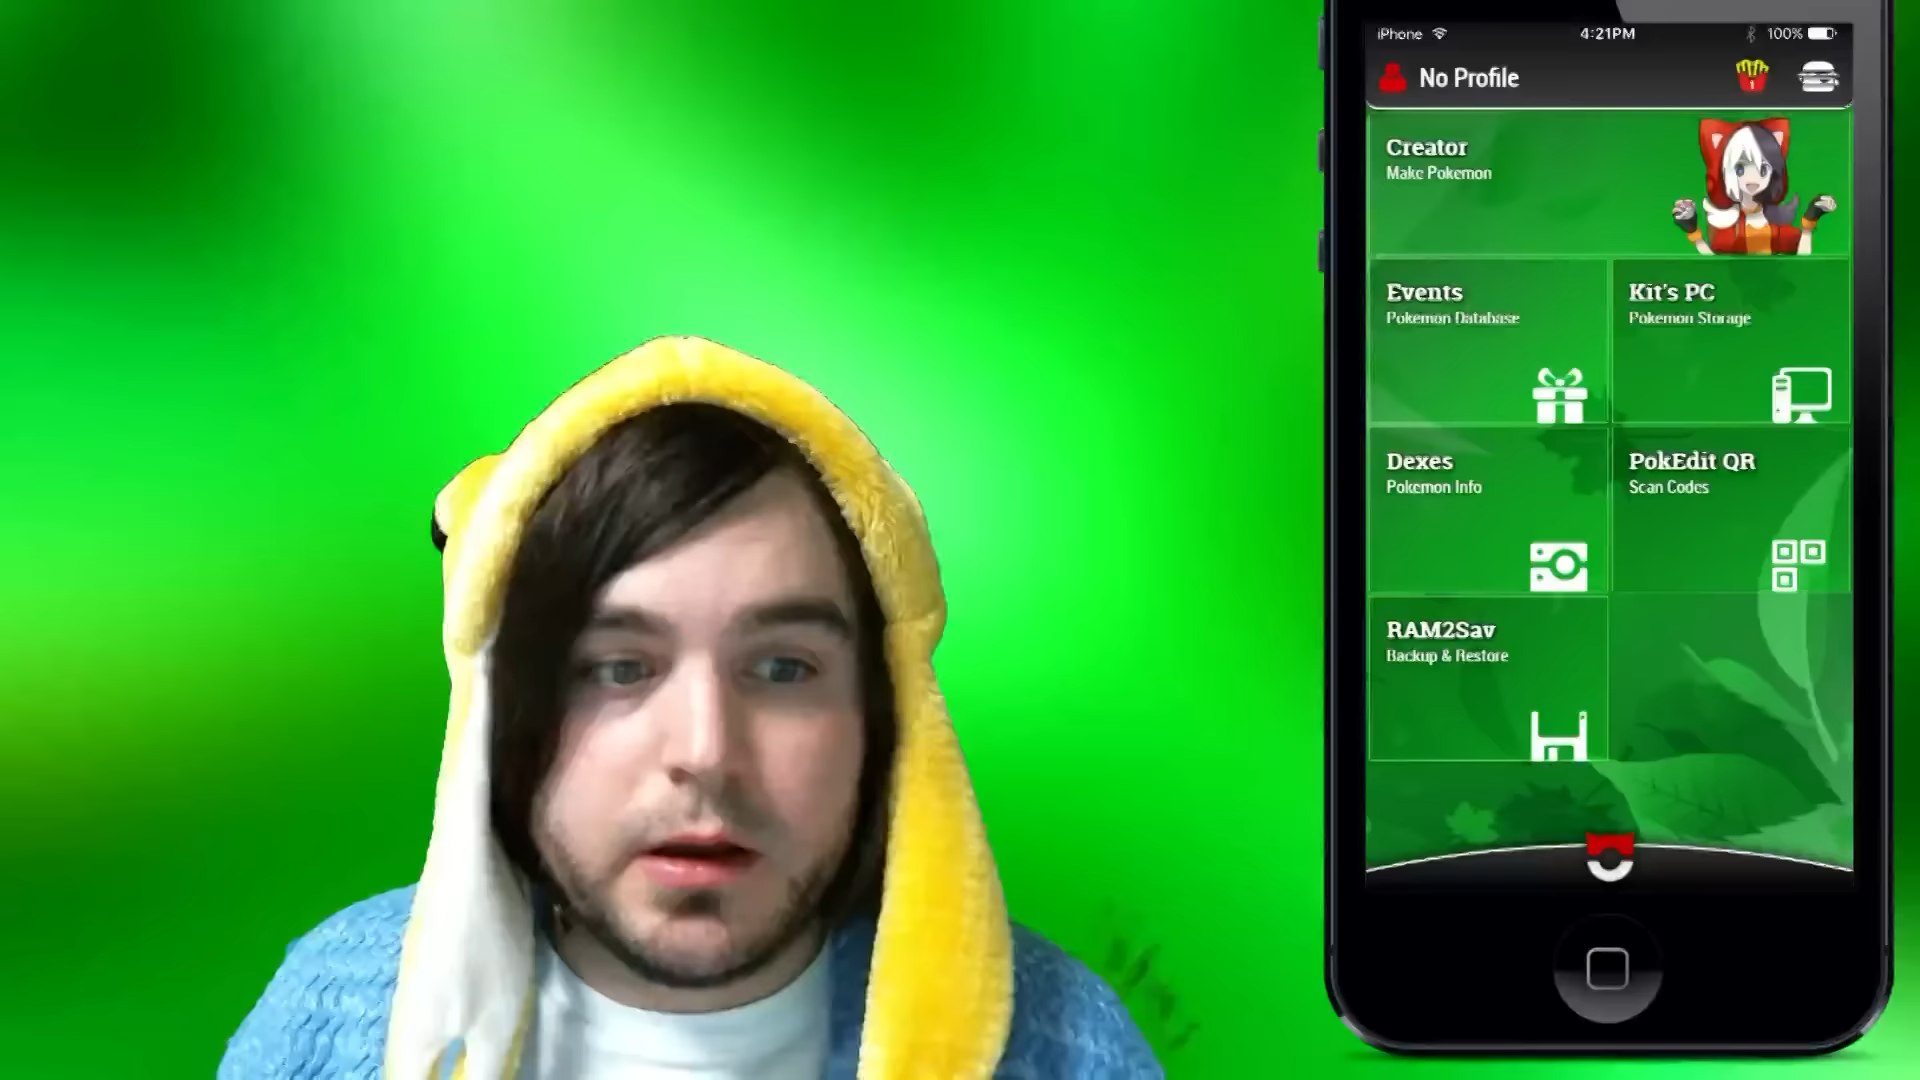 iPhone 4:21PM 100%
No Profile 1
Creator
Make Pokemon
Events
Pokemon Database
Kit's PC
Pokemon Storage
Dexes
Pokemon Info
PokEdit QR
Scan Codes
RAM2Sav
Backup & Restore